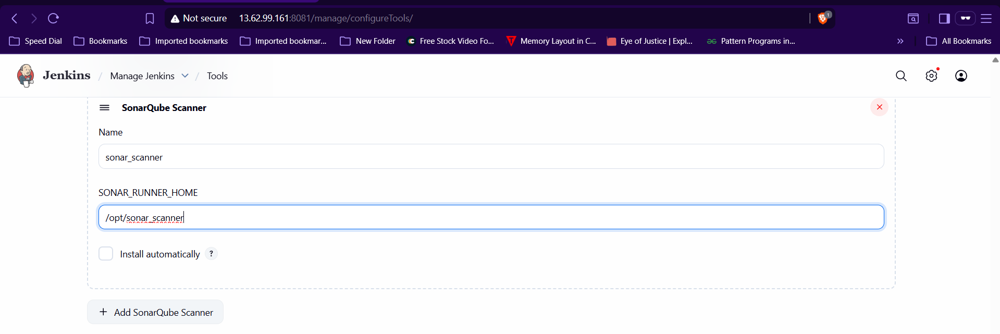 Not secure 13.62.99.161:8081/manage/configureTools/ 1
Speed Dial Bookmarks Imported bookmarks Imported bookmar... New Folder Free Stock Video Fo... Memory Layout in C... Eye of Justice | Expl... Pattern Programs in... » All Bookmarks
Jenkins / Manage Jenkins / Tools
SonarQube Scanner
Name
sonar_scanner
SONAR_RUNNER_HOME
/opt/sonar_scanner
Install automatically ?
+ Add SonarQube Scanner